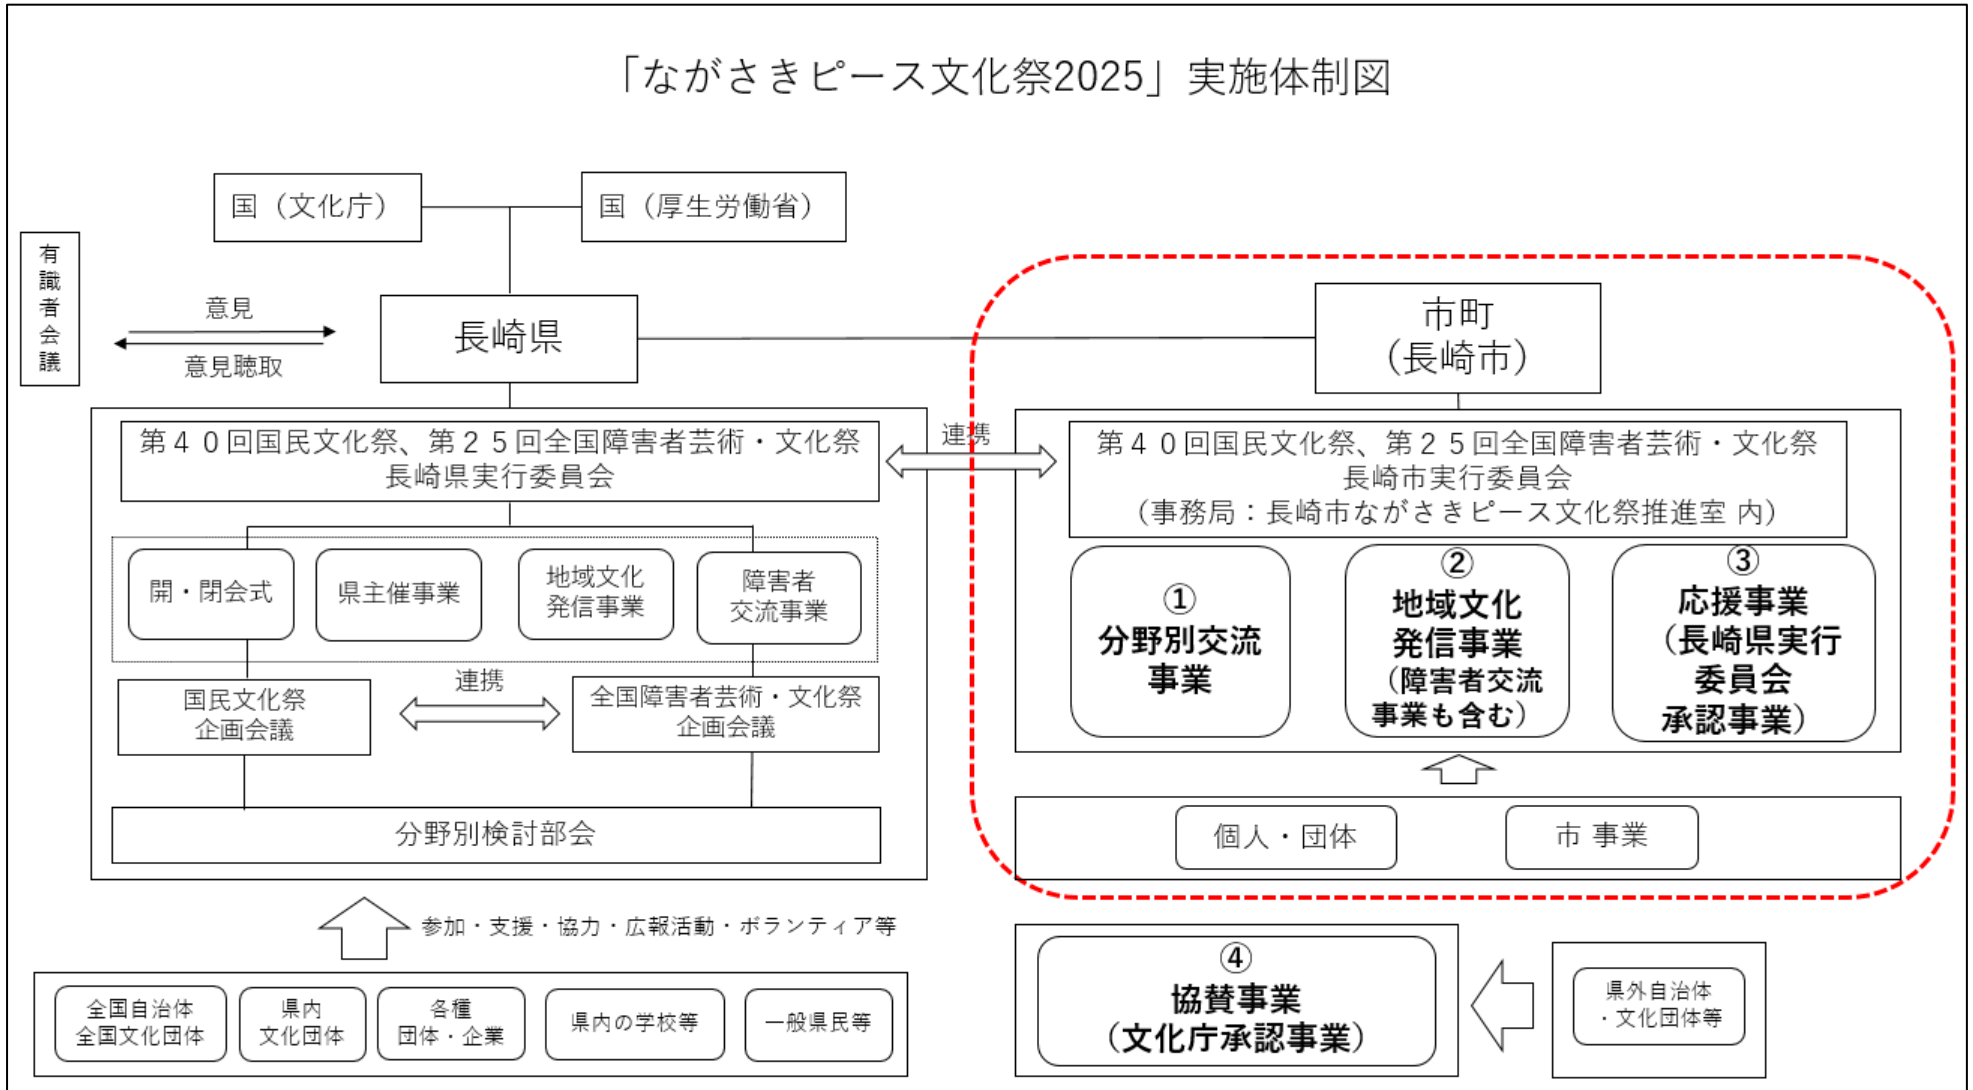 「ながさきピース文化祭2025」実施体制図
国（文化庁）
国（厚生労働省）
有識者会議
意見
意見聴取
長崎県
市町
（長崎市）
第４０回国民文化祭、第２５回全国障害者芸術・文化祭
長崎県実行委員会
連携
第４０回国民文化祭、第２５回全国障害者芸術・文化祭
長崎市実行委員会
（事務局：長崎市ながさきピース文化祭推進室 内）
開・閉会式
県主催事業
地域文化
発信事業
障害者
交流事業
①
分野別交流
事業
②
地域文化
発信事業
（障害者交流
事業も含む）
③
応援事業
（長崎県実行
委員会
承認事業）
国民文化祭
企画会議
連携
全国障害者芸術・文化祭
企画会議
分野別検討部会
個人・団体
市 事業
参加・支援・協力・広報活動・ボランティア等
全国自治体
全国文化団体
県内
文化団体
各種
団体・企業
県内の学校等
一般県民等
④
協賛事業
（文化庁承認事業）
県外自治体
・文化団体等